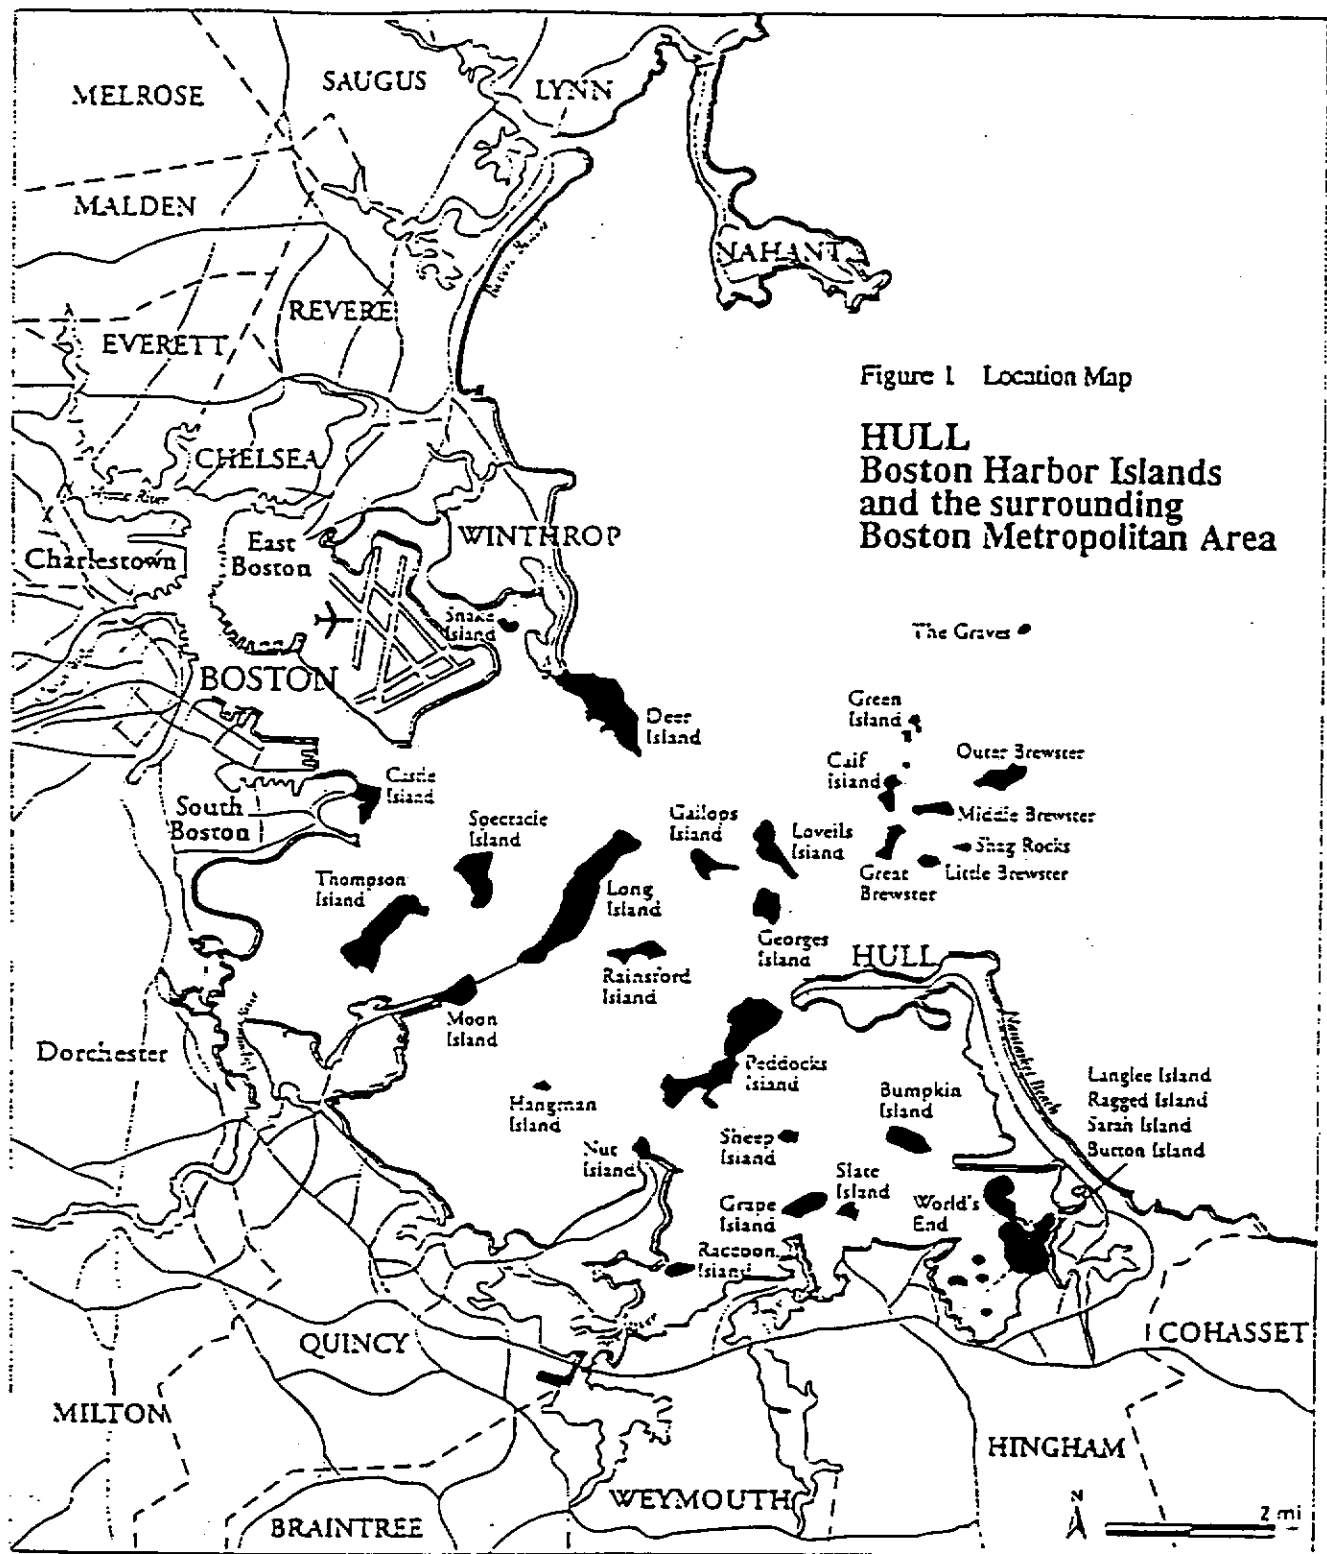 MELROSE
SAUGUS
LYNN
MALDEN
NAHANT
REVERE
EVERETT
Figure 1 Location Map
HULL
Boston Harbor Islands
and the surrounding
Boston Metropolitan Area
CHELSEA
River
WINTHROP
East
Boston
Charlestown
Snake
Island
The Graves
BOSTON
Deer
Island
Green
Island
Outer Brewster
Calf
Island
Castle
Island
South
Boston
Spectacle
Island
Gallops
Island
Lovells
Island
Middle Brewster
Shag Rocks
Great
Brewster
Little Brewster
Thompson
Island
Long
Island
Georges
Island
HULL
Rainsford
Island
Moon
Island
Nantasket Beach
Dorchester
Peddocks
Island
Langlee Island
Ragged Island
Sarah Island
Button Island
Hangman
Island
Bumpkin
Island
Nut
Island
Sheep
Island
Slate
Island
Grape
Island
World's
End
Raccoon
Island
QUINCY
COHASSET
MILTON
HINGHAM
WEYMOUTH
BRAINTREE
N
2 mi